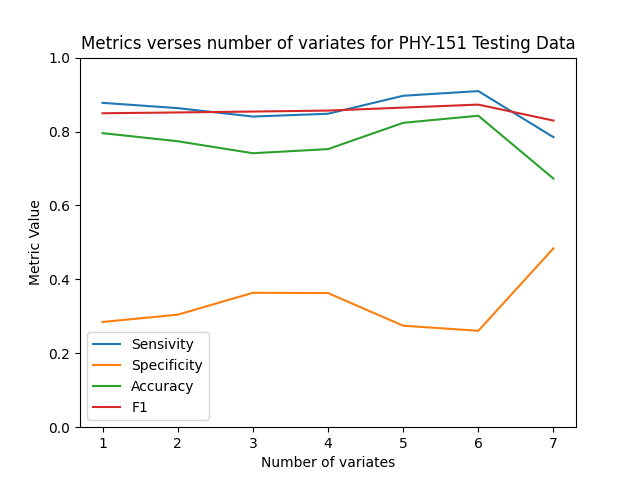 Metrics verses number of variates for PHY-151 Testing Data
1.0
0.8
0.6
0.4
0.2
0.0
Metric Value
Sensivity
Specificity
Accuracy
F1
1 2 3 4 5 6 7
Number of variates